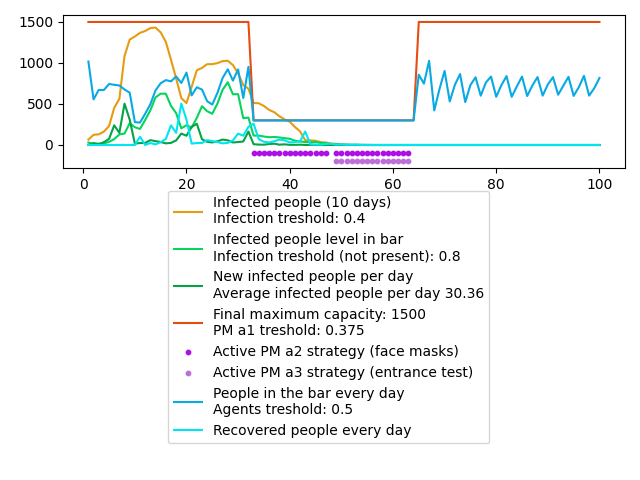 1500
1000
500
0
0
20
40
60
80
100
Infected people (10 days)
Infection treshold: 0.4
Infected people level in bar
Infection treshold (not present): 0.8
New infected people per day
Average infected people per day 30.36
Final maximum capacity: 1500
PM a1 treshold: 0.375
Active PM a2 strategy (face masks)
Active PM a3 strategy (entrance test)
People in the bar every day
Agents treshold: 0.5
Recovered people every day